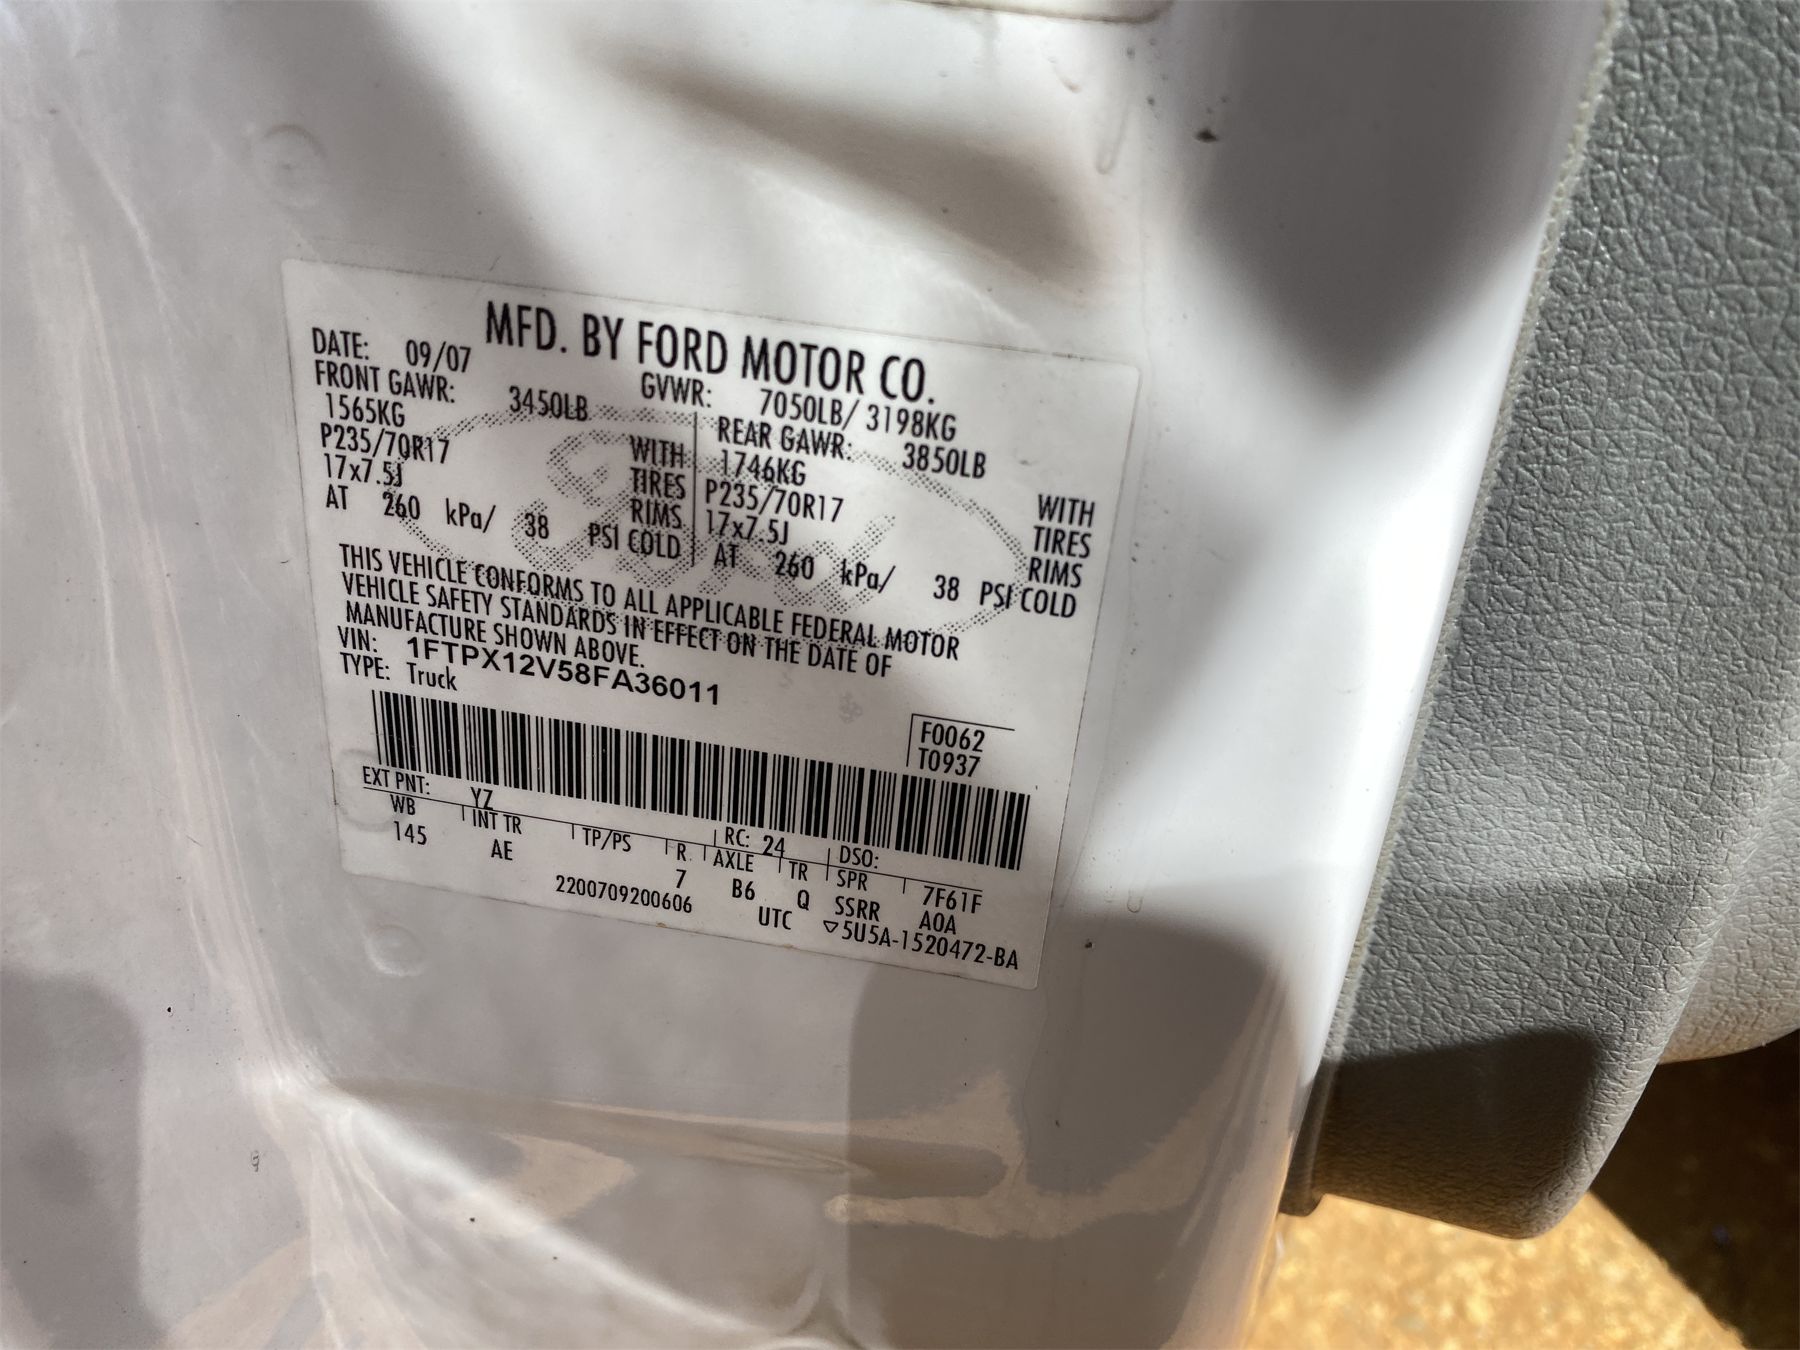 MFD. BY FORD MOTOR CO.
DATE: 09/07 GVWR: 7050LB/ 3198KG
FRONT GAWR: 3450LB REAR GAWR: 3850LB
1565KG WITH 1746KG WITH
P235/70R17 TIRES P235/70R17 TIRES
17x7.5J RIMS 17x7.5J RIMS
AT 260 kPa/ 38 PSI COLD AT 260 kPa/ 38 PSI COLD
THIS VEHICLE CONFORMS TO ALL APPLICABLE FEDERAL MOTOR
VEHICLE SAFETY STANDARDS IN EFFECT ON THE DATE OF
MANUFACTURE SHOWN ABOVE.
VIN: 1FTPX12V58FA36011
TYPE: Truck
F0062
T0937
EXT PNT: YZ RC: 24 DSO:
WB INT TR TP/PS R AXLE TR SPR 7F61F
145 AE 7 B6 Q SSRR A0A
2200709200606 UTC ▽5U5A-1520472-BA